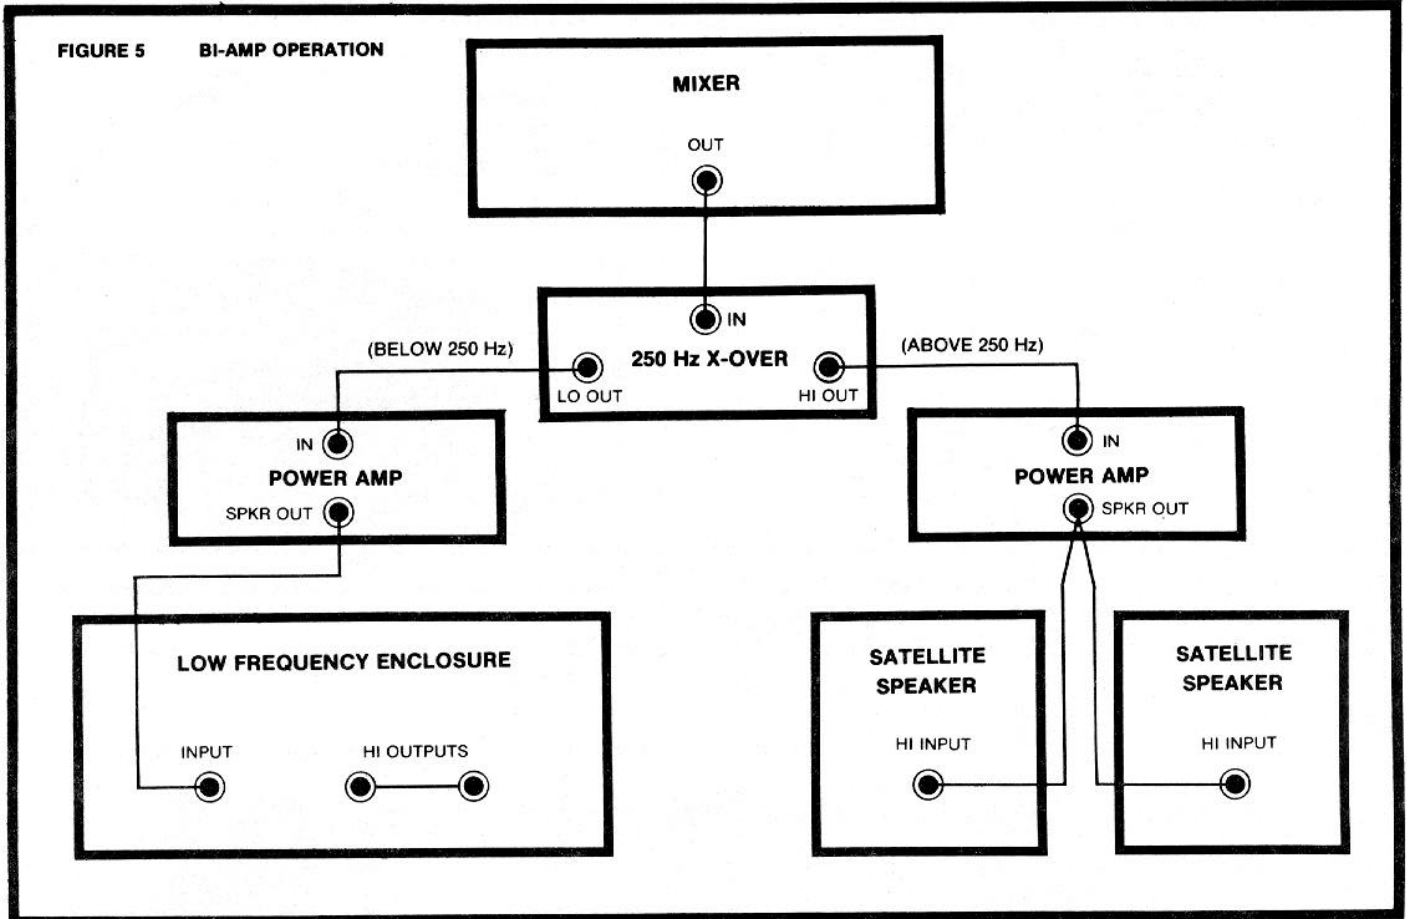 FIGURE 5 BI-AMP OPERATION
MIXER
OUT
IN
(BELOW 250 Hz)
250 Hz X-OVER
(ABOVE 250 Hz)
LO OUT
HI OUT
IN
POWER AMP
SPKR OUT
IN
POWER AMP
SPKR OUT
LOW FREQUENCY ENCLOSURE
INPUT
HI OUTPUTS
SATELLITE
SPEAKER
HI INPUT
SATELLITE
SPEAKER
HI INPUT